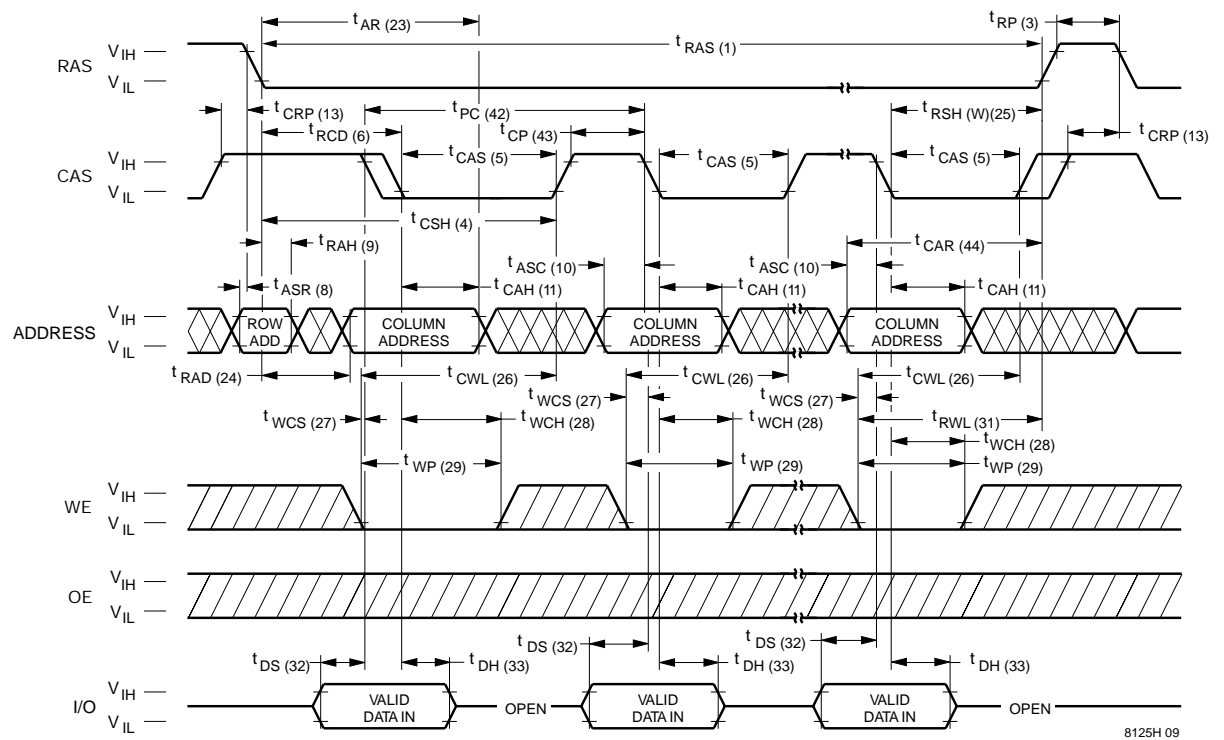 t AR (23)
t RP (3)
t RAS (1)
RAS
V IH
V IL
t CRP (13)
t PC (42)
t RSH (W)(25)
t RCD (6)
t CP (43)
t CRP (13)
CAS
V IH
V IL
t CAS (5)
t CAS (5)
t CAS (5)
t CSH (4)
t RAH (9)
t CAR (44)
t ASC (10)
t ASC (10)
t ASR (8)
t CAH (11)
t CAH (11)
t CAH (11)
ADDRESS
V IH
V IL
ROW ADD
COLUMN ADDRESS
COLUMN ADDRESS
COLUMN ADDRESS
t RAD (24)
t CWL (26)
t CWL (26)
t CWL (26)
t WCS (27)
t WCS (27)
t WCS (27)
t WCH (28)
t WCH (28)
t RWL (31)
t WCH (28)
t WP (29)
t WP (29)
t WP (29)
WE
V IH
V IL
OE
V IH
V IL
t DS (32)
t DS (32)
t DS (32)
t DH (33)
t DH (33)
t DH (33)
I/O
V IH
V IL
VALID DATA IN
OPEN
VALID DATA IN
VALID DATA IN
OPEN
8125H 09